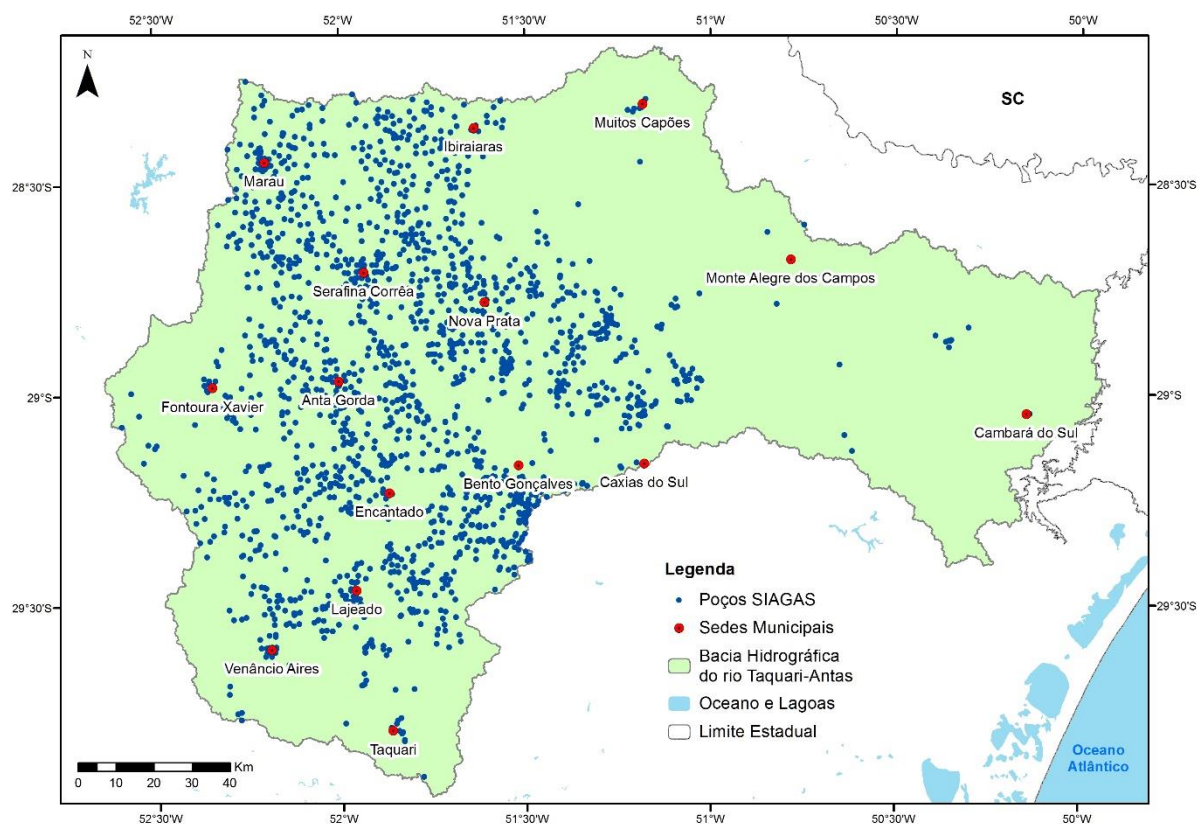 52°30'W
52°W
51°30'W
51°W
50°30'W
50°W
N
SC
Muitos Capões
Ibiraiaras
Marau
28°30'S
28°30'S
Monte Alegre dos Campos
Serafina Corrêa
Nova Prata
Fontoura Xavier
Anta Gorda
29°S
29°S
Cambará do Sul
Bento Gonçalves
Caxias do Sul
Encantado
Legenda
Poços SIAGAS
Sedes Municipais
Bacia Hidrográfica
do rio Taquari-Antas
Oceano e Lagoas
Limite Estadual
29°30'S
29°30'S
Lajeado
Venâncio Aires
Taquari
Oceano
Atlântico
Km
0 10 20 30 40
52°30'W
52°W
51°30'W
51°W
50°30'W
50°W